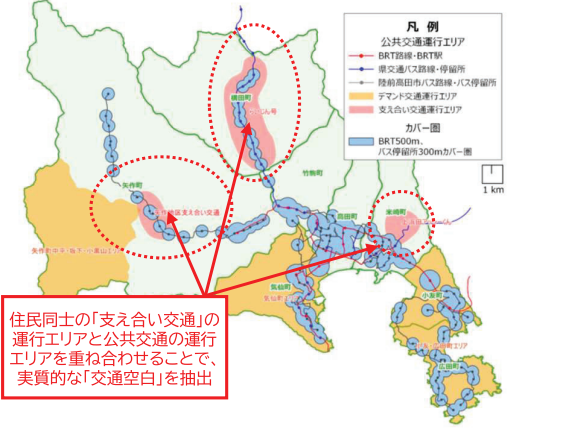 凡 例
公共交通運行エリア
BRT路線・BRT駅
県交通バス路線・停留所
陸前高田市バス路線・バス停留所
デマンド交通運行エリア
支え合い交通運行エリア
カバー圏
BRT500m、
バス停留所300mカバー圏
1 km
横田町
竹駒町
矢作町
高田町
米崎町
気仙町
小友町
広田町
住民同士の「支え合い交通」の
運行エリアと公共交通の運行
エリアを重ね合わせることで、
実質的な「交通空白」を抽出